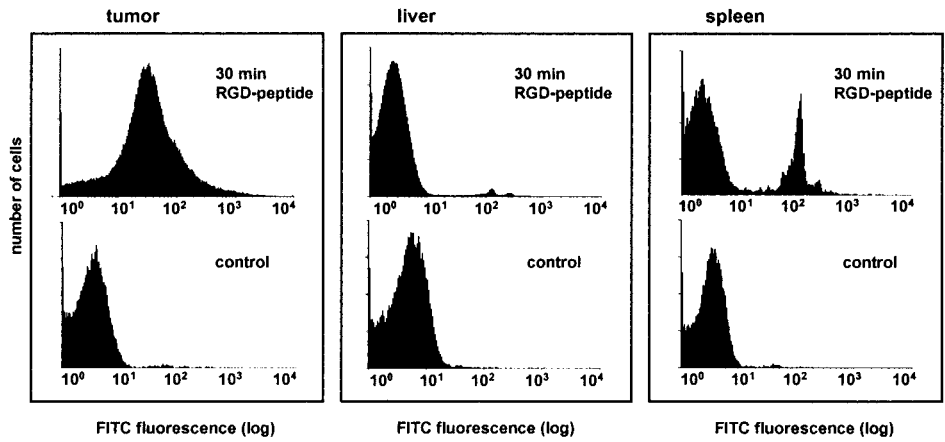 tumor
liver
spleen
number of cells
30 min
RGD-peptide
10⁰ 10¹ 10² 10³ 10⁴
control
10⁰ 10¹ 10² 10³ 10⁴
FITC fluorescence (log)
30 min
RGD-peptide
10⁰ 10¹ 10² 10³ 10⁴
control
10⁰ 10¹ 10² 10³ 10⁴
FITC fluorescence (log)
30 min
RGD-peptide
10⁰ 10¹ 10² 10³ 10⁴
control
10⁰ 10¹ 10² 10³ 10⁴
FITC fluorescence (log)